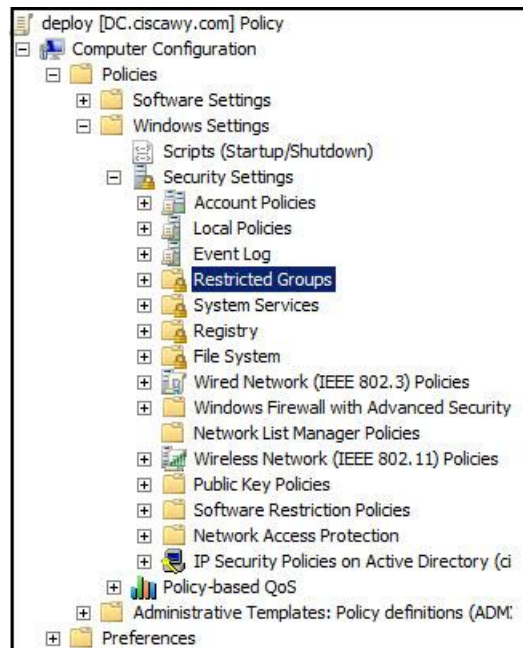 deploy [DC.ciscawy.com] Policy
Computer Configuration
Policies
Software Settings
Windows Settings
Scripts (Startup/Shutdown)
Security Settings
Account Policies
Local Policies
Event Log
Restricted Groups
System Services
Registry
File System
Wired Network (IEEE 802.3) Policies
Windows Firewall with Advanced Security
Network List Manager Policies
Wireless Network (IEEE 802.11) Policies
Public Key Policies
Software Restriction Policies
Network Access Protection
IP Security Policies on Active Directory (ci
Policy-based QoS
Administrative Templates: Policy definitions (ADM
Preferences